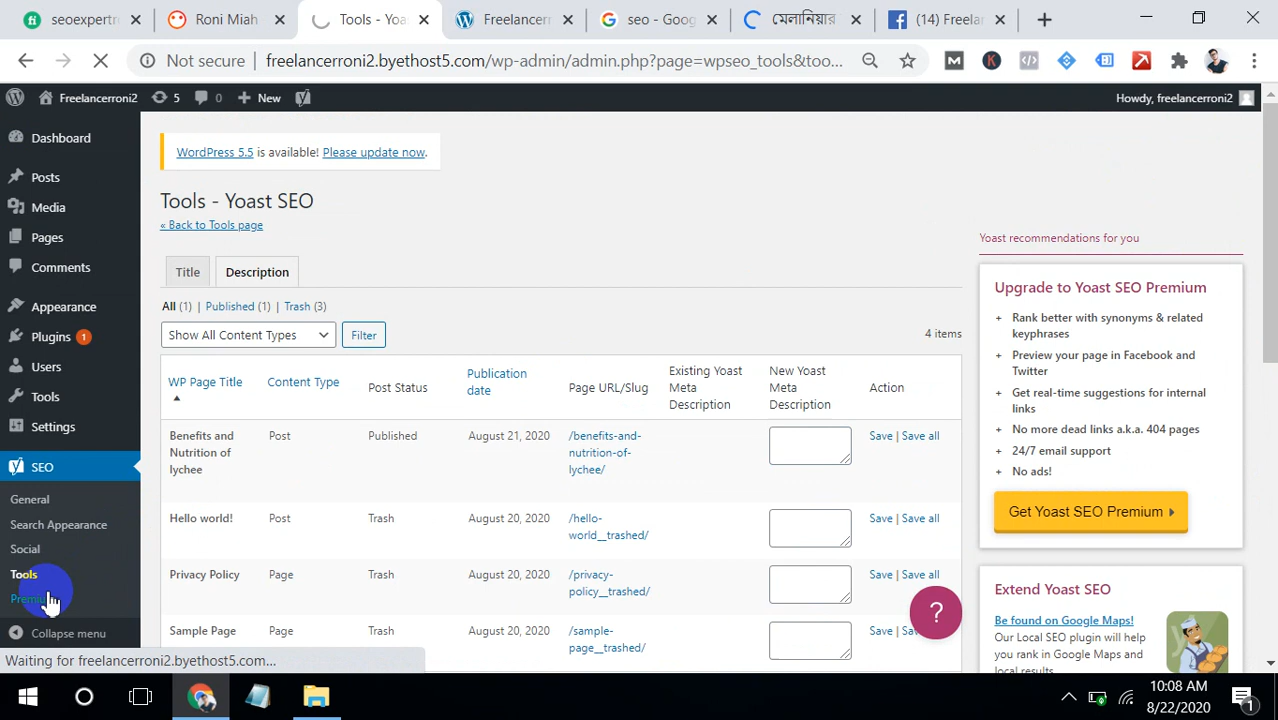 seoexpertr
Roni Miah
Tools - Yoas
Freelancer
seo - Goog
মেলানিয়ার
(14) Freela
Not secure
freelancerroni2.byethost5.com/wp-admin/admin.php?page=wpseo_tools&too...
Freelancerroni2
5
0
New
Howdy, freelancerroni2
Dashboard
Posts
Media
Pages
Comments
Appearance
Plugins 1
Users
Tools
Settings
SEO
General
Search Appearance
Social
Tools
Collapse menu
Waiting for freelancerroni2.byethost5.com...
WordPress 5.5 is available! Please update now.
Tools - Yoast SEO
« Back to Tools page
Title
Description
All (1) | Published (1) | Trash (3)
Show All Content Types
Filter
4 items
WP Page Title
Content Type
Post Status
Publication
date
Page URL/Slug
Existing Yoast
Meta
Description
New Yoast
Meta
Description
Action
Benefits and
Nutrition of
lychee
Post
Published
August 21, 2020
/benefits-and-
nutrition-of-
lychee/
Save | Save all
Hello world!
Post
Trash
August 20, 2020
/hello-
world__trashed/
Save | Save all
Privacy Policy
Page
Trash
August 20, 2020
/privacy-
policy__trashed/
Save | Save all
Sample Page
Page
Trash
August 20, 2020
/sample-
page__trashed/
Save |
Yoast recommendations for you
Upgrade to Yoast SEO Premium
+ Rank better with synonyms & related
keyphrases
+ Preview your page in Facebook and
Twitter
+ Get real-time suggestions for internal
links
+ No more dead links a.k.a. 404 pages
+ 24/7 email support
+ No ads!
Get Yoast SEO Premium
Extend Yoast SEO
Be found on Google Maps!
Our Local SEO plugin will help
you rank in Google Maps and
local results.
?
10:08 AM
8/22/2020
1